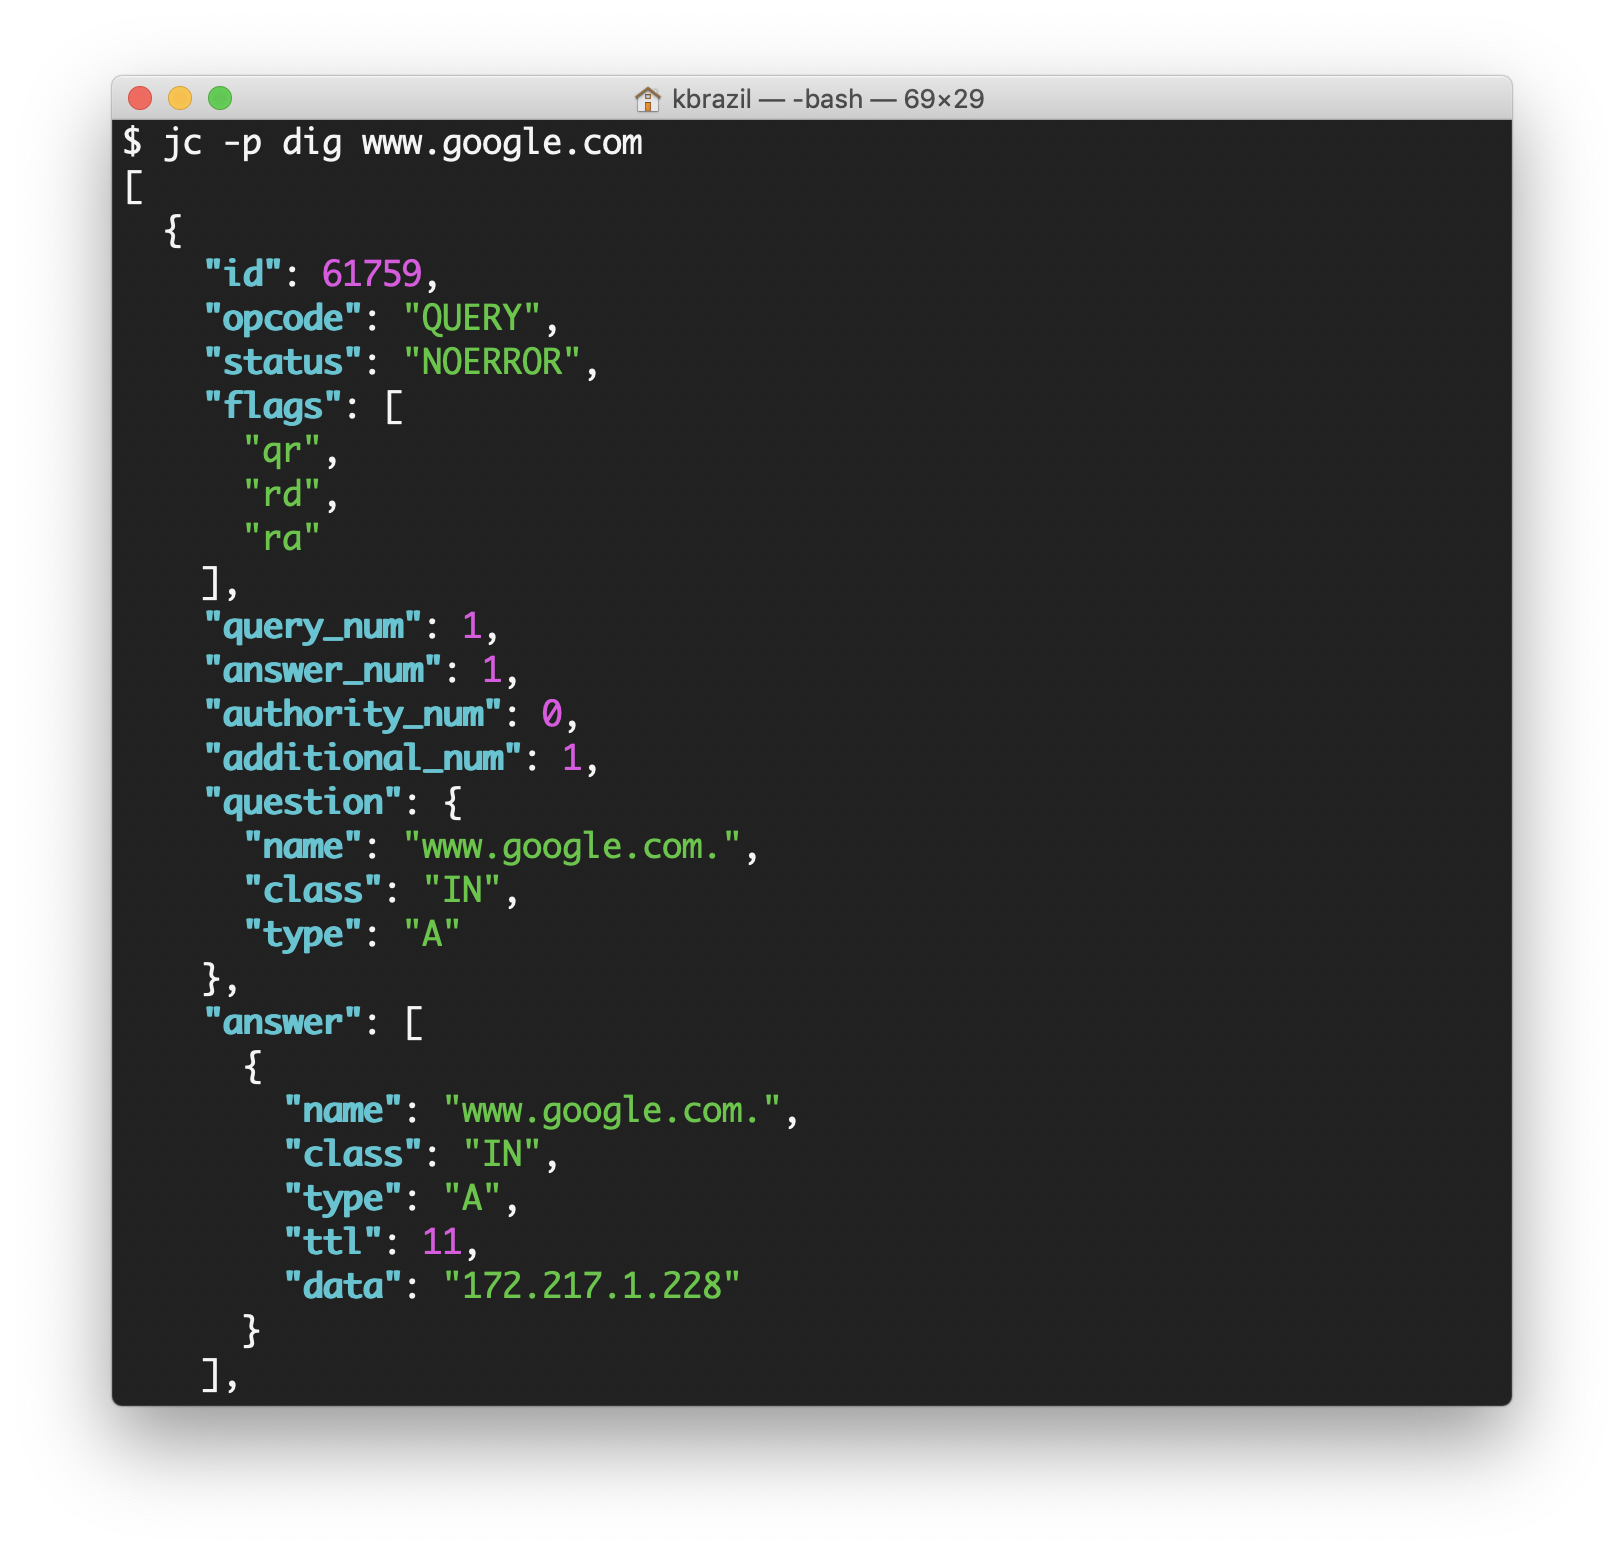 kbrazil — -bash — 69×29
$ jc -p dig www.google.com
[
  {
    "id": 61759,
    "opcode": "QUERY",
    "status": "NOERROR",
    "flags": [
      "qr",
      "rd",
      "ra"
    ],
    "query_num": 1,
    "answer_num": 1,
    "authority_num": 0,
    "additional_num": 1,
    "question": {
      "name": "www.google.com.",
      "class": "IN",
      "type": "A"
    },
    "answer": [
      {
        "name": "www.google.com.",
        "class": "IN",
        "type": "A",
        "ttl": 11,
        "data": "172.217.1.228"
      }
    ],